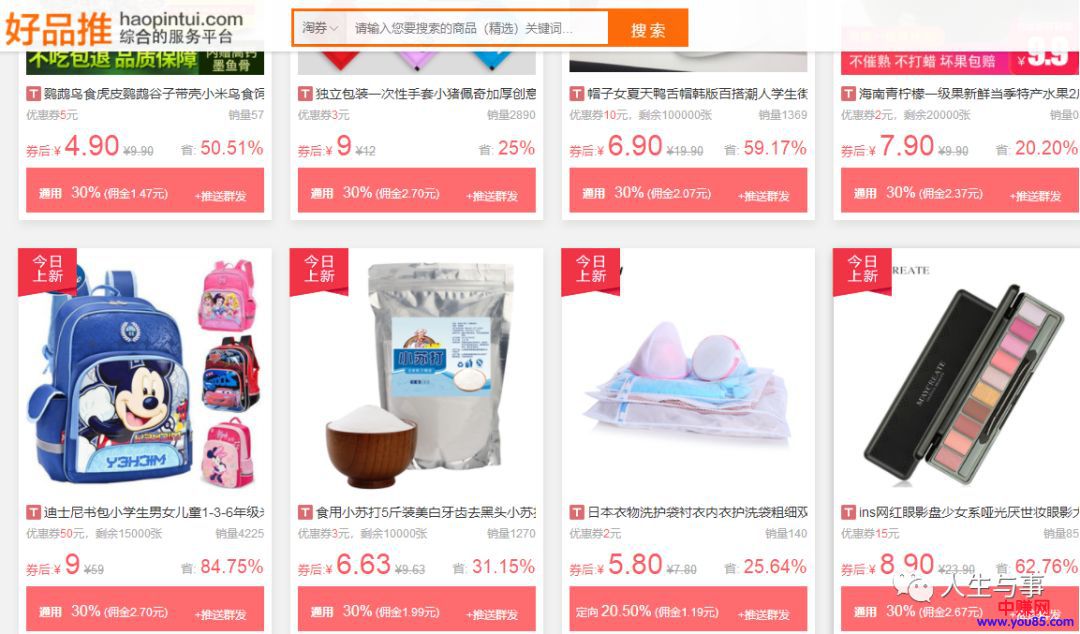 好品推 haopintui.com
综合的服务平台
淘券 请输入您要搜索的商品（精选）关键词... 搜索
不吃包退 品质保障 内赠高钙
墨鱼骨
不催熟 不打蜡 坏果包赔 ¥9.9
T 鹦鹉鸟食虎皮鹦鹉谷子带壳小米鸟食饲
优惠券5元 销量57
券后:¥ 4.90 ¥9.90 省: 50.51%
通用 30% (佣金1.47元) +推送群发
T 独立包装一次性手套小猪佩奇加厚创意
优惠券3元 销量2890
券后:¥ 9 ¥12 省: 25%
通用 30% (佣金2.70元) +推送群发
T 帽子女夏天鸭舌帽韩版百搭潮人学生街
优惠券10元，剩余100000张 销量1369
券后:¥ 6.90 ¥19.90 省: 59.17%
通用 30% (佣金2.07元) +推送群发
T 海南青柠檬一级果新鲜当季特产水果2
优惠券2元，剩余20000张 销量0
券后:¥ 7.90 ¥9.90 省: 20.20%
通用 30% (佣金2.37元) +推送群发
今日
上新
T 迪士尼书包小学生男女儿童1-3-6年级
优惠券50元，剩余15000张 销量4225
券后:¥ 9 ¥59 省: 84.75%
通用 30% (佣金2.70元) +推送群发
今日
上新
小苏打
T 食用小苏打5斤装美白牙齿去黑头小苏
优惠券3元，剩余10000张 销量1270
券后:¥ 6.63 ¥9.63 省: 31.15%
通用 30% (佣金1.99元) +推送群发
今日
上新
T 日本衣物洗护袋衬衣内衣护洗袋粗细双
优惠券2元 销量140
券后:¥ 5.80 ¥7.80 省: 25.64%
定向 20.50% (佣金1.19元) +推送群发
今日
上新
REATE
MAYCREATE
T ins网红眼影盘少女系哑光厌世妆眼影
优惠券15元 销量85
券后:¥ 8.90 ¥23.90 省: 62.76%
通用 30% (佣金2.67元) +推送群发
人生与事
中赚网
www.you85.com